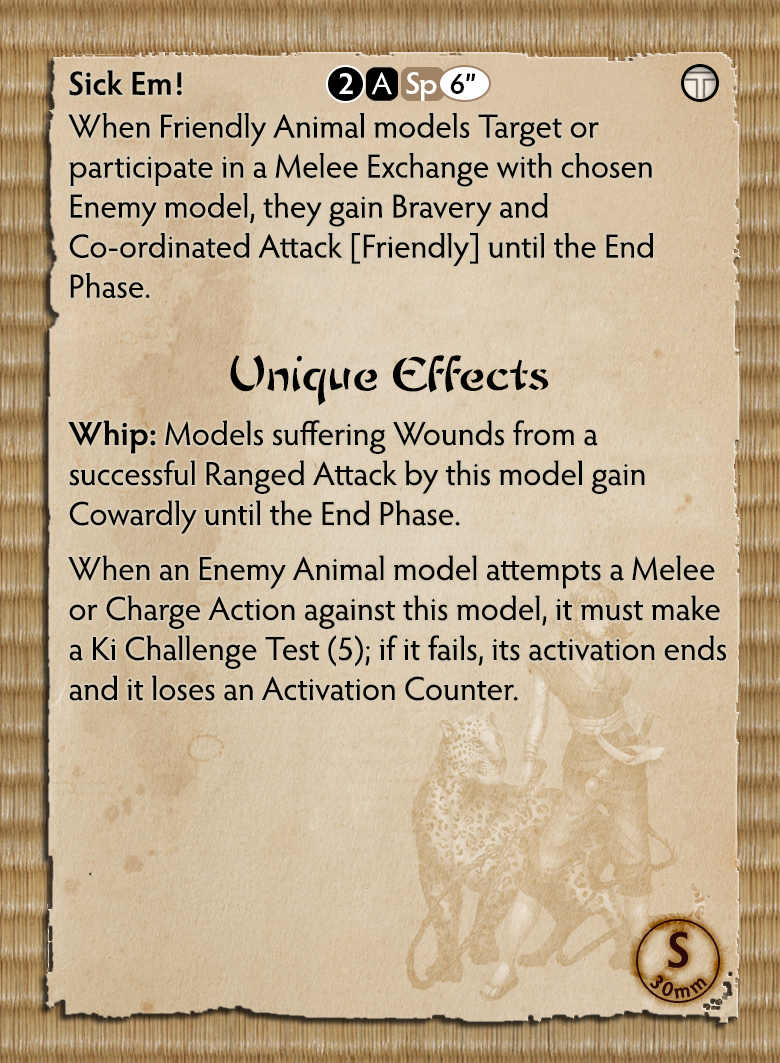 Sick Em! 2 A Sp 6” T
When Friendly Animal models Target or
participate in a Melee Exchange with chosen
Enemy model, they gain Bravery and
Co-ordinated Attack [Friendly] until the End
Phase.
Unique Effects
Whip: Models suffering Wounds from a
successful Ranged Attack by this model gain
Cowardly until the End Phase.
When an Enemy Animal model attempts a Melee
or Charge Action against this model, it must make
a Ki Challenge Test (5); if it fails, its activation ends
and it loses an Activation Counter.
S
30mm